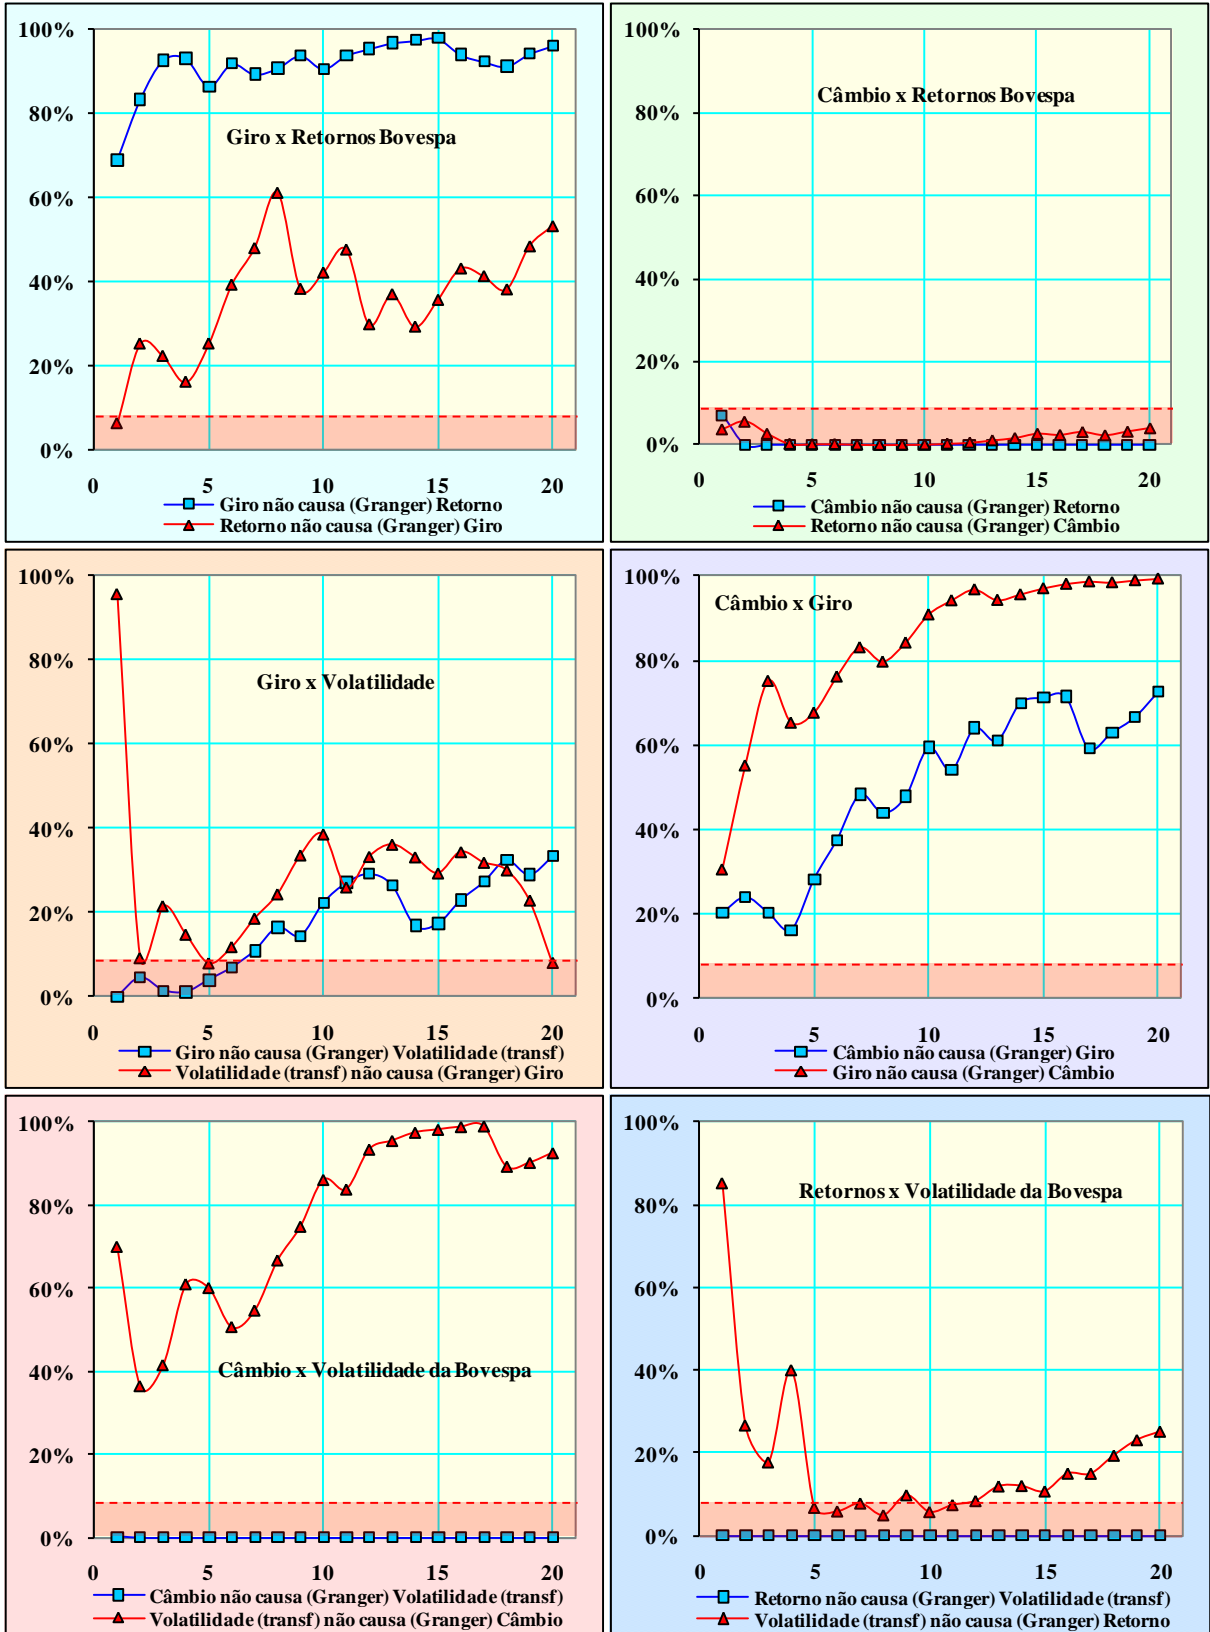 100%
80%
60%
40%
20%
0%
Giro x Retornos Bovespa
0 5 10 15 20
Giro não causa (Granger) Retorno
Retorno não causa (Granger) Giro
100%
80%
60%
40%
20%
0%
Câmbio x Retornos Bovespa
0 5 10 15 20
Câmbio não causa (Granger) Retorno
Retorno não causa (Granger) Câmbio
100%
80%
60%
40%
20%
0%
Giro x Volatilidade
0 5 10 15 20
Giro não causa (Granger) Volatilidade (transf)
Volatilidade (transf) não causa (Granger) Giro
100%
80%
60%
40%
20%
0%
Câmbio x Giro
0 5 10 15 20
Câmbio não causa (Granger) Giro
Giro não causa (Granger) Câmbio
100%
80%
60%
40%
20%
0%
Câmbio x Volatilidade da Bovespa
0 5 10 15 20
Câmbio não causa (Granger) Volatilidade (transf)
Volatilidade (transf) não causa (Granger) Câmbio
100%
80%
60%
40%
20%
0%
Retornos x Volatilidade da Bovespa
0 5 10 15 20
Retorno não causa (Granger) Volatilidade (transf)
Volatilidade (transf) não causa (Granger) Retorno